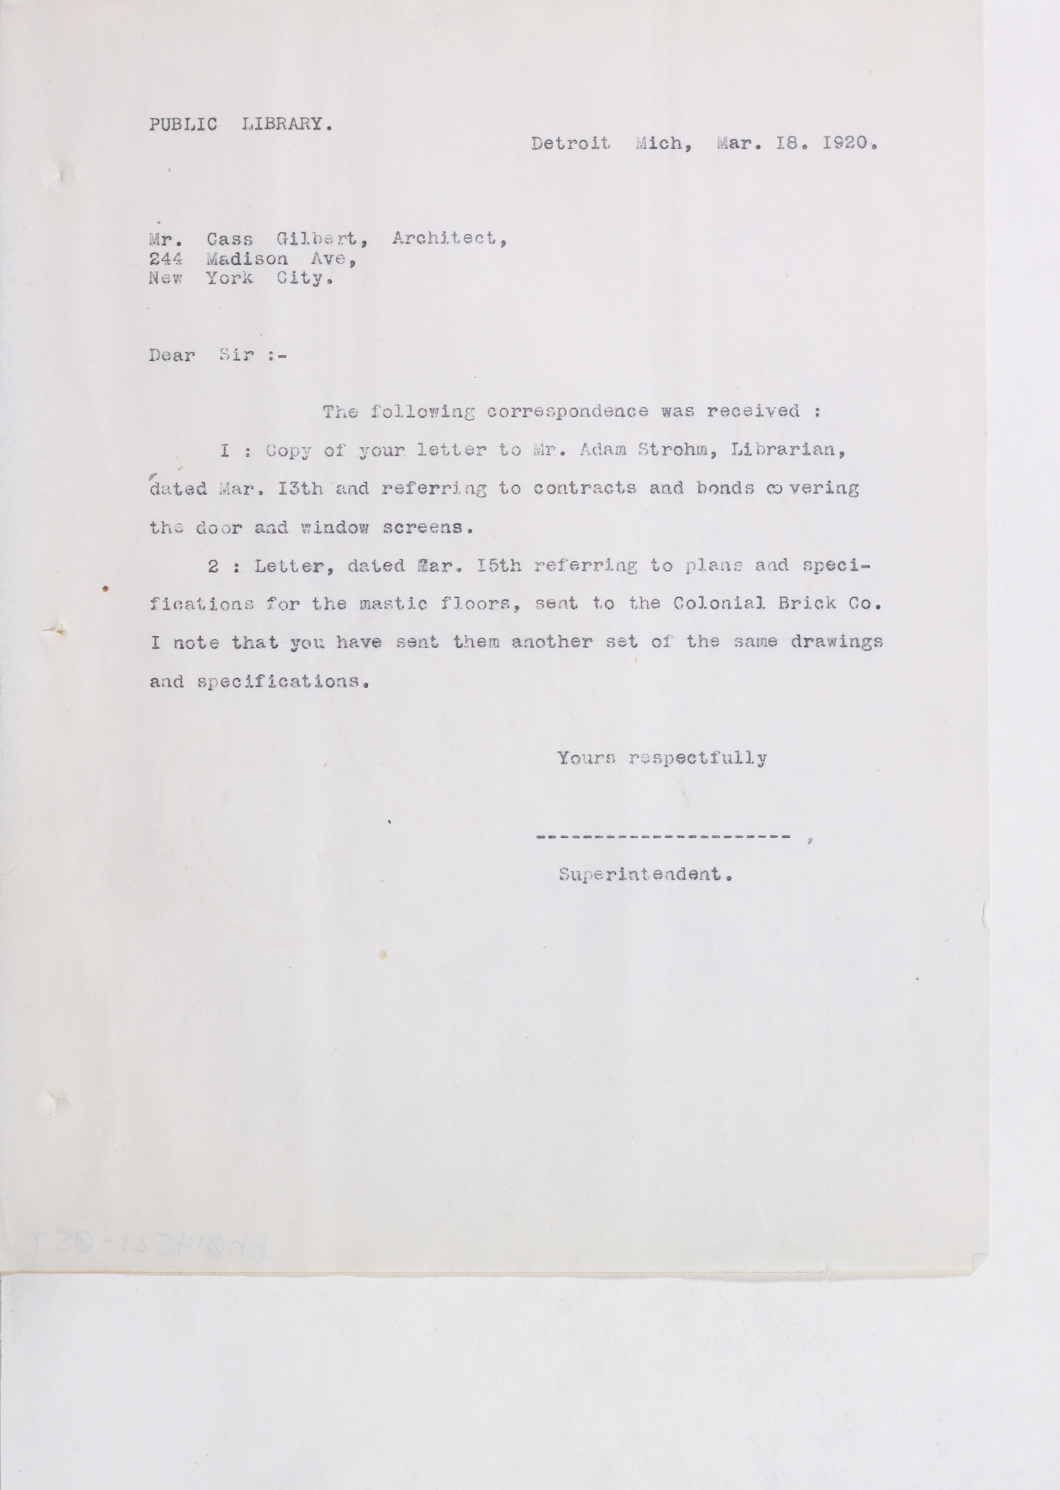 PUBLIC LIBRARY.
Detroit Mich, Mar. I8. I920.
Mr. Cass Gilbert, Architect,
244 Madison Ave,
New York City.
Dear Sir :-
The following correspondence was received :
I : Copy of your letter to Mr. Adam Strohm, Librarian,
dated Mar. I3th and referring to contracts and bonds covering
the door and window screens.
2 : Letter, dated Mar. I5th referring to plans and speci-
fications for the mastic floors, sent to the Colonial Brick Co.
I note that you have sent them another set of the same drawings
and specifications.
Yours respectfully
---------------------- ,
Superintendent.